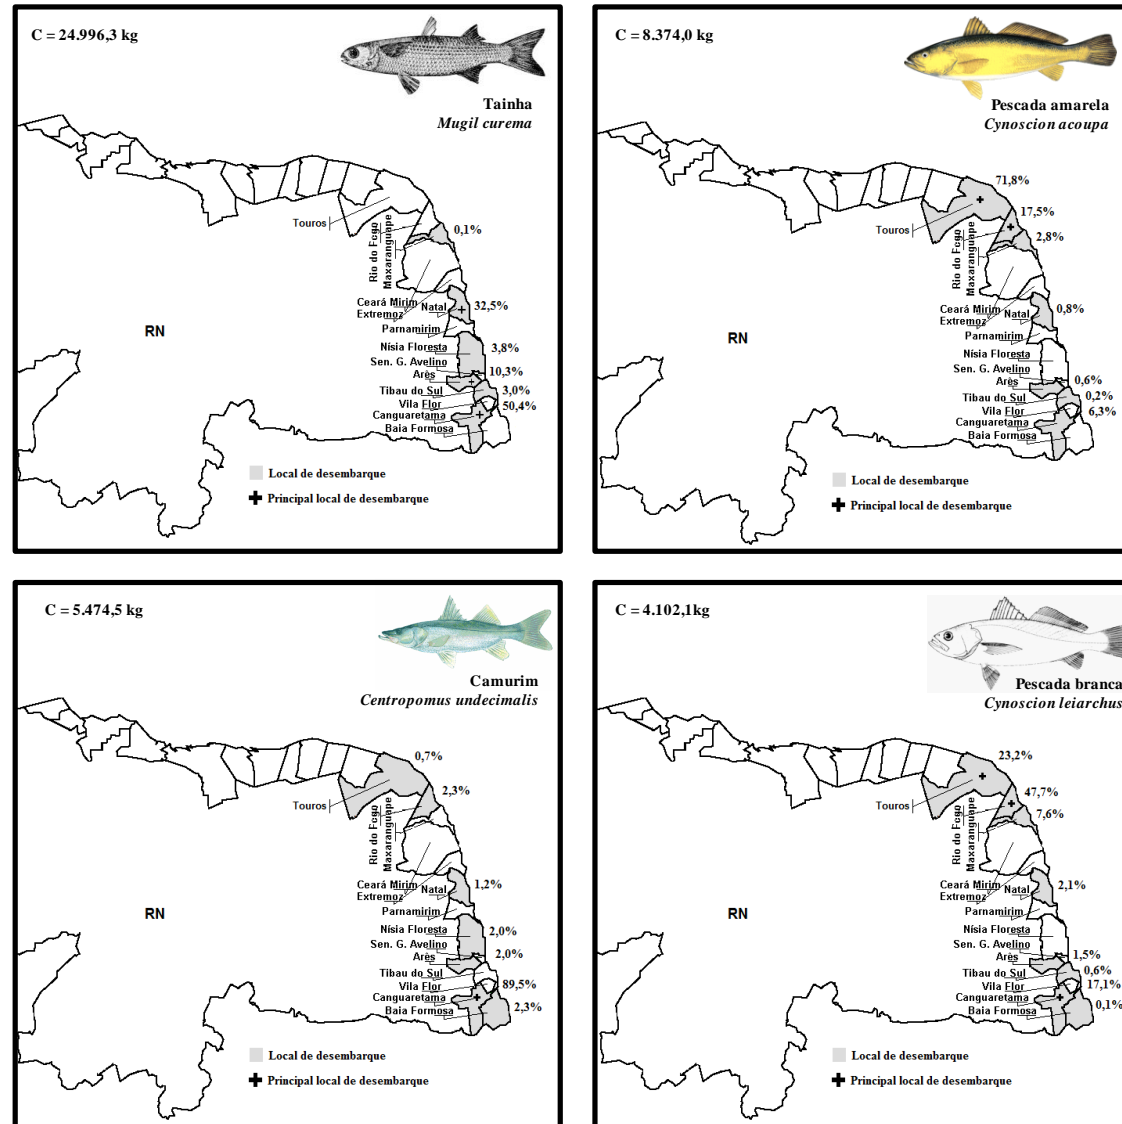 C = 24.996,3 kg
Tainha
Mugil curema
Touros
Rio do Fogo
Maxaranguape
0,1%
Ceará Mirim
Extremoz
Natal
32,5%
Parnamirim
Nísia Floresta
3,8%
Sen. G. Avelino
Arès
10,3%
Tibau do Sul
3,0%
Vila Flor
50,4%
Canguaretama
Baia Formosa
RN
Local de desembarque
Principal local de desembarque
C = 8.374,0 kg
Pescada amarela
Cynoscion acoupa
71,8%
Touros
17,5%
Rio do Fogo
Maxaranguape
2,8%
Ceará Mirim
Extremoz
Natal
0,8%
Parnamirim
Nísia Floresta
Sen. G. Avelino
Arès
0,6%
Tibau do Sul
0,2%
Vila Flor
6,3%
Canguaretama
Baia Formosa
RN
Local de desembarque
Principal local de desembarque
C = 5.474,5 kg
Camurim
Centropomus undecimalis
0,7%
Touros
2,3%
Rio do Fogo
Maxaranguape
Ceará Mirim
Extremoz
Natal
1,2%
Parnamirim
Nísia Floresta
2,0%
Sen. G. Avelino
Arès
2,0%
Tibau do Sul
Vila Flor
89,5%
Canguaretama
Baia Formosa
2,3%
RN
Local de desembarque
Principal local de desembarque
C = 4.102,1kg
Pescada branca
Cynoscion leiarchus
23,2%
Touros
47,7%
Rio do Fogo
Maxaranguape
7,6%
Ceará Mirim
Extremoz
Natal
2,1%
Parnamirim
Nísia Floresta
Sen. G. Avelino
Arès
1,5%
Tibau do Sul
0,6%
Vila Flor
17,1%
Canguaretama
Baia Formosa
0,1%
RN
Local de desembarque
Principal local de desembarque